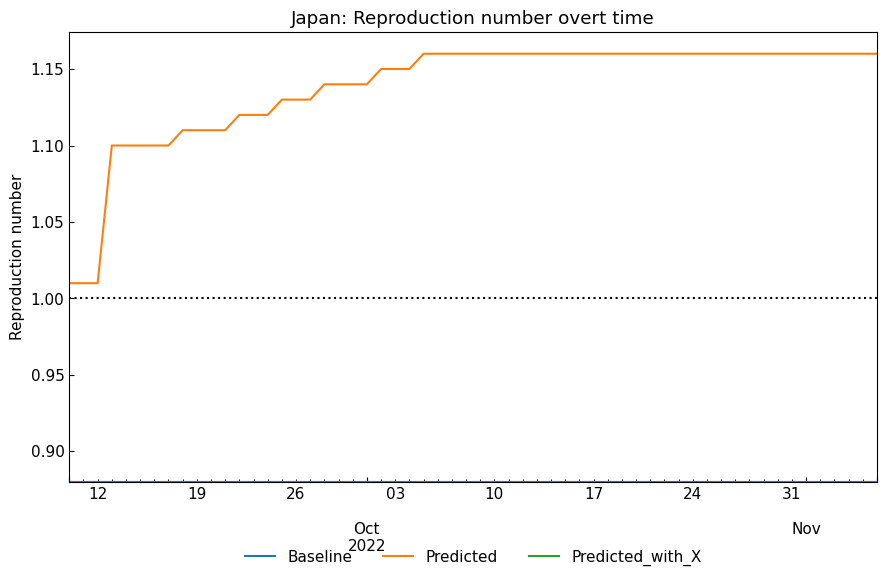 Japan: Reproduction number overt time
Reproduction number
1.15
1.10
1.05
1.00
0.95
0.90
12 19 26 03 10 17 24 31
Oct Nov
2022
Baseline Predicted Predicted_with_X